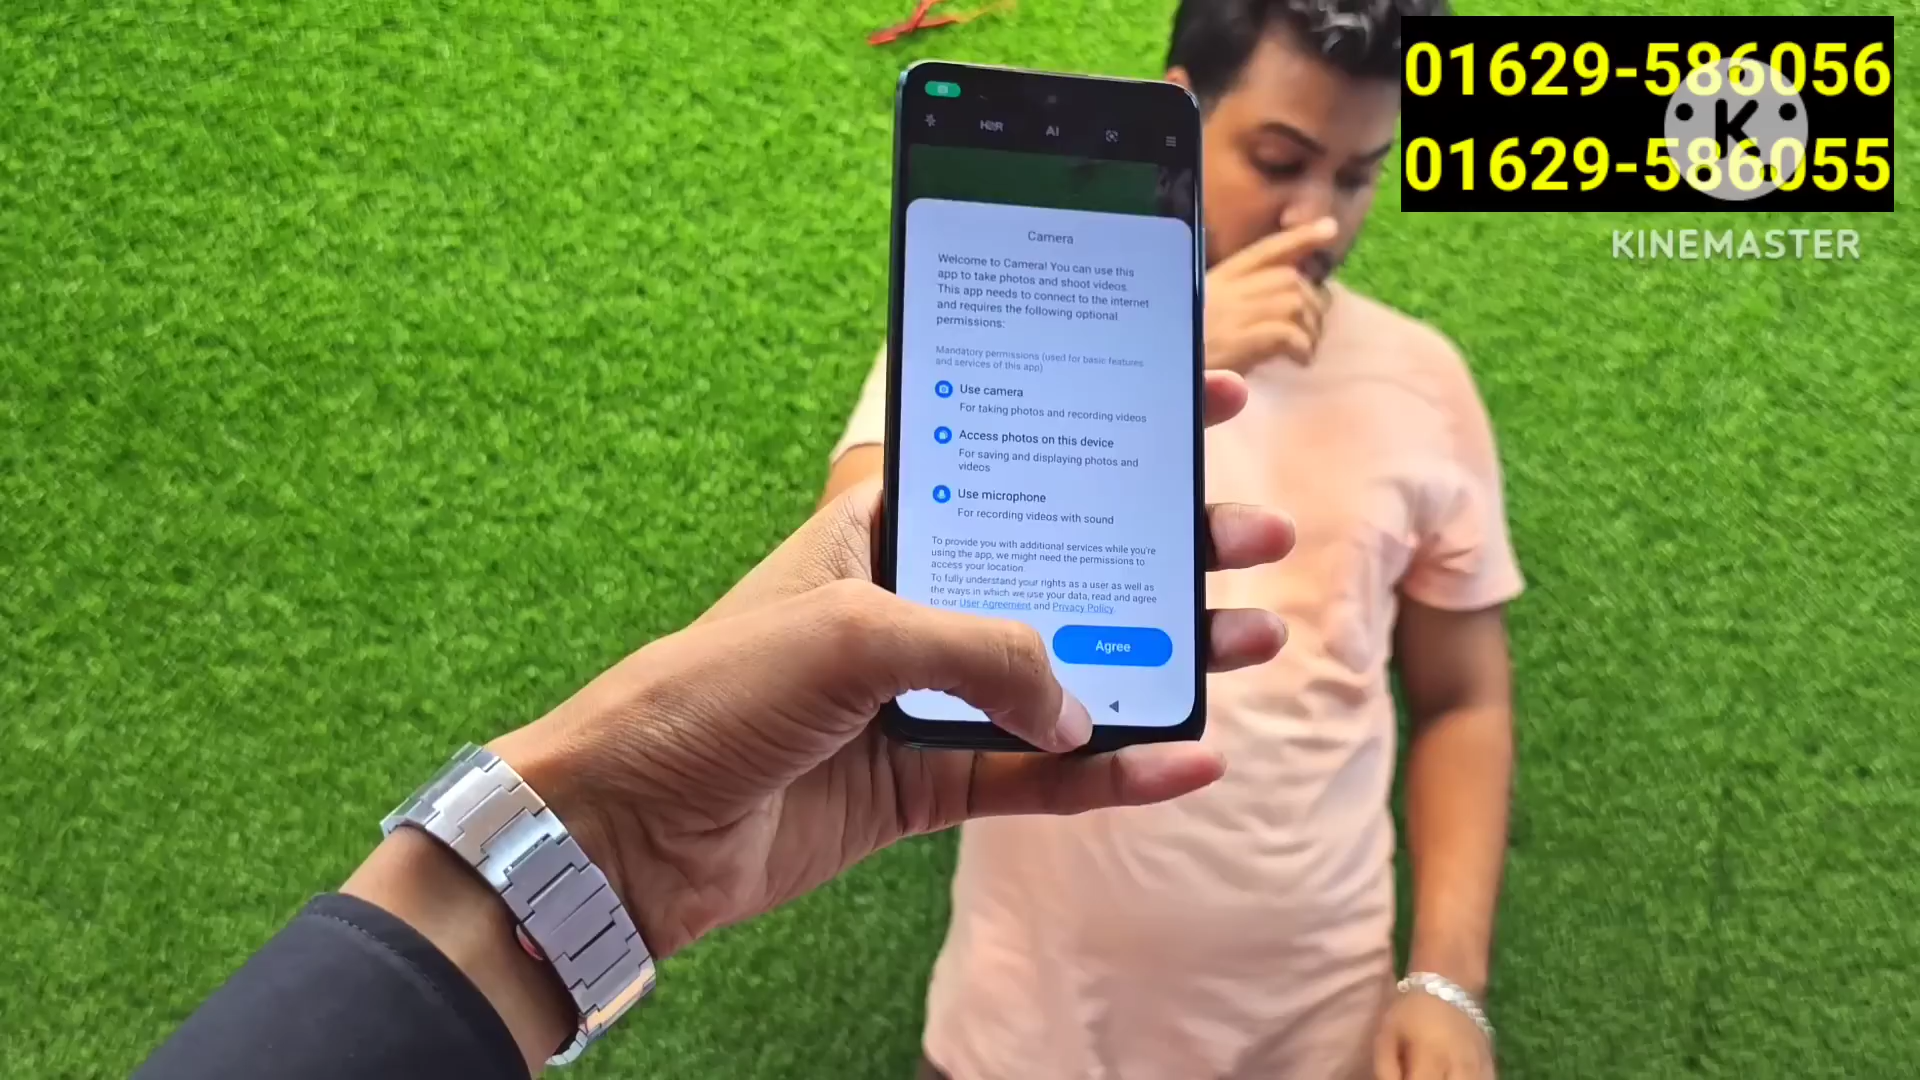 01629-586056
01629-586055
K
KINEMASTER
HDR
AI
Camera
Welcome to Camera! You can use this
app to take photos and shoot videos.
This app needs to connect to the internet
and requires the following optional
permissions:
Mandatory permissions (used for basic features
and services of this app)
Use camera
For taking photos and recording videos
Access photos on this device
For saving and displaying photos and
videos
Use microphone
For recording videos with sound
To provide you with additional services while you're
using the app, we might need the permissions to
access your location
To fully understand your rights as a user as well as
the ways in which we use your data, read and agree
to our User Agreement and Privacy Policy.
Agree